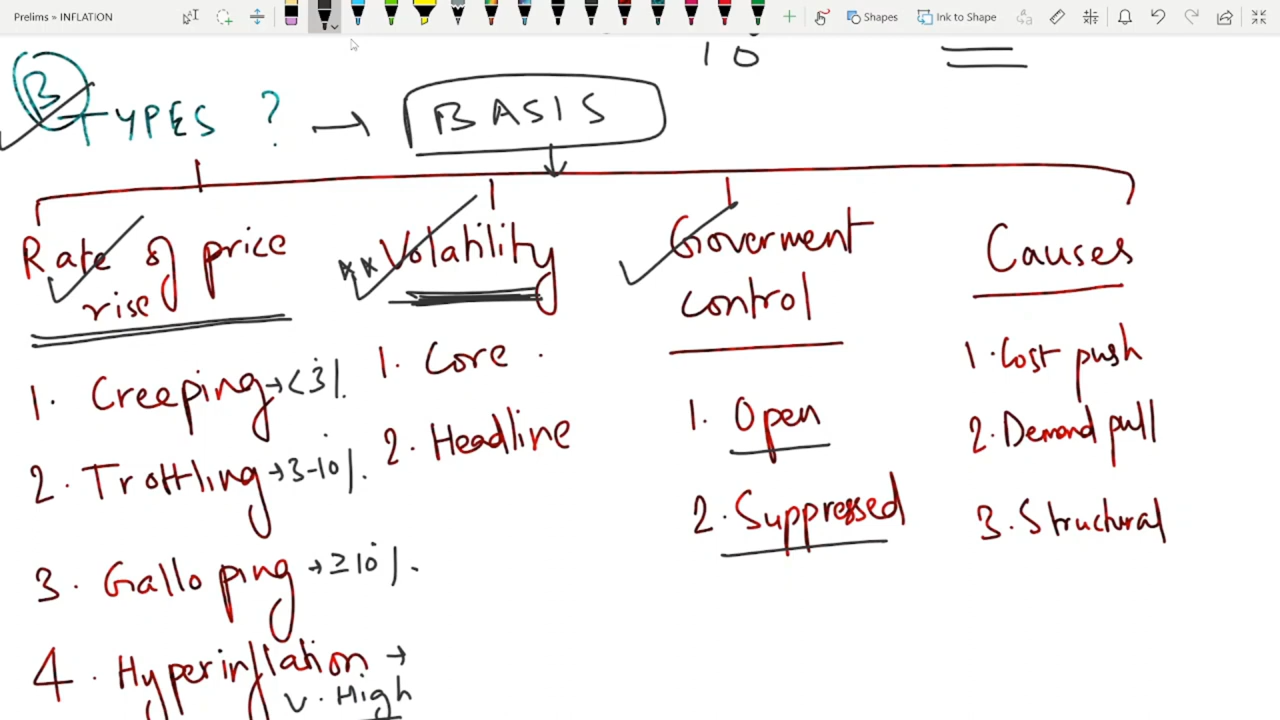 Prelims » INFLATION
Shapes
Ink to Shape
10
B
TYPES ? → BASIS
Rate of price
rise
1. Creeping → <3%.
2. Trottling → 3-10%.
3. Galloping → ≥10%.
4. Hyperinflation →
V. High
**Volatility
1. Core
2. Headline
Goverment
control
1. Open
2. Suppressed
Causes
1. Cost push
2. Demand pull
3. Structural